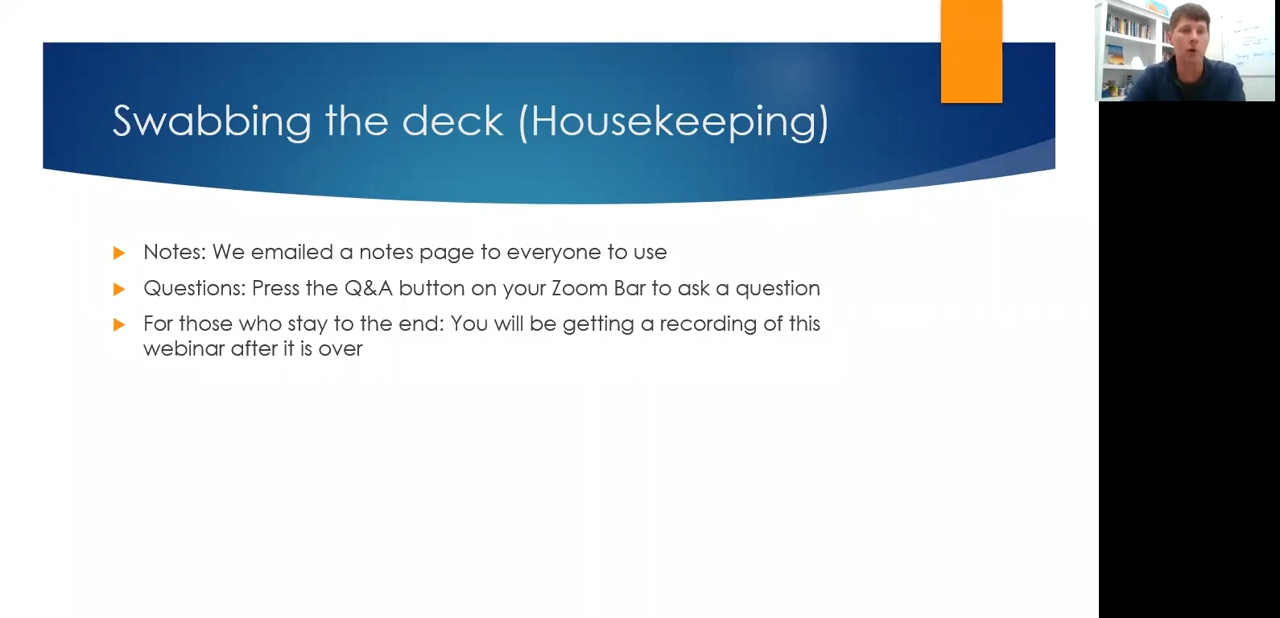 Swabbing the deck (Housekeeping)
Notes: We emailed a notes page to everyone to use
Questions: Press the Q&A button on your Zoom Bar to ask a question
For those who stay to the end: You will be getting a recording of this
webinar after it is over